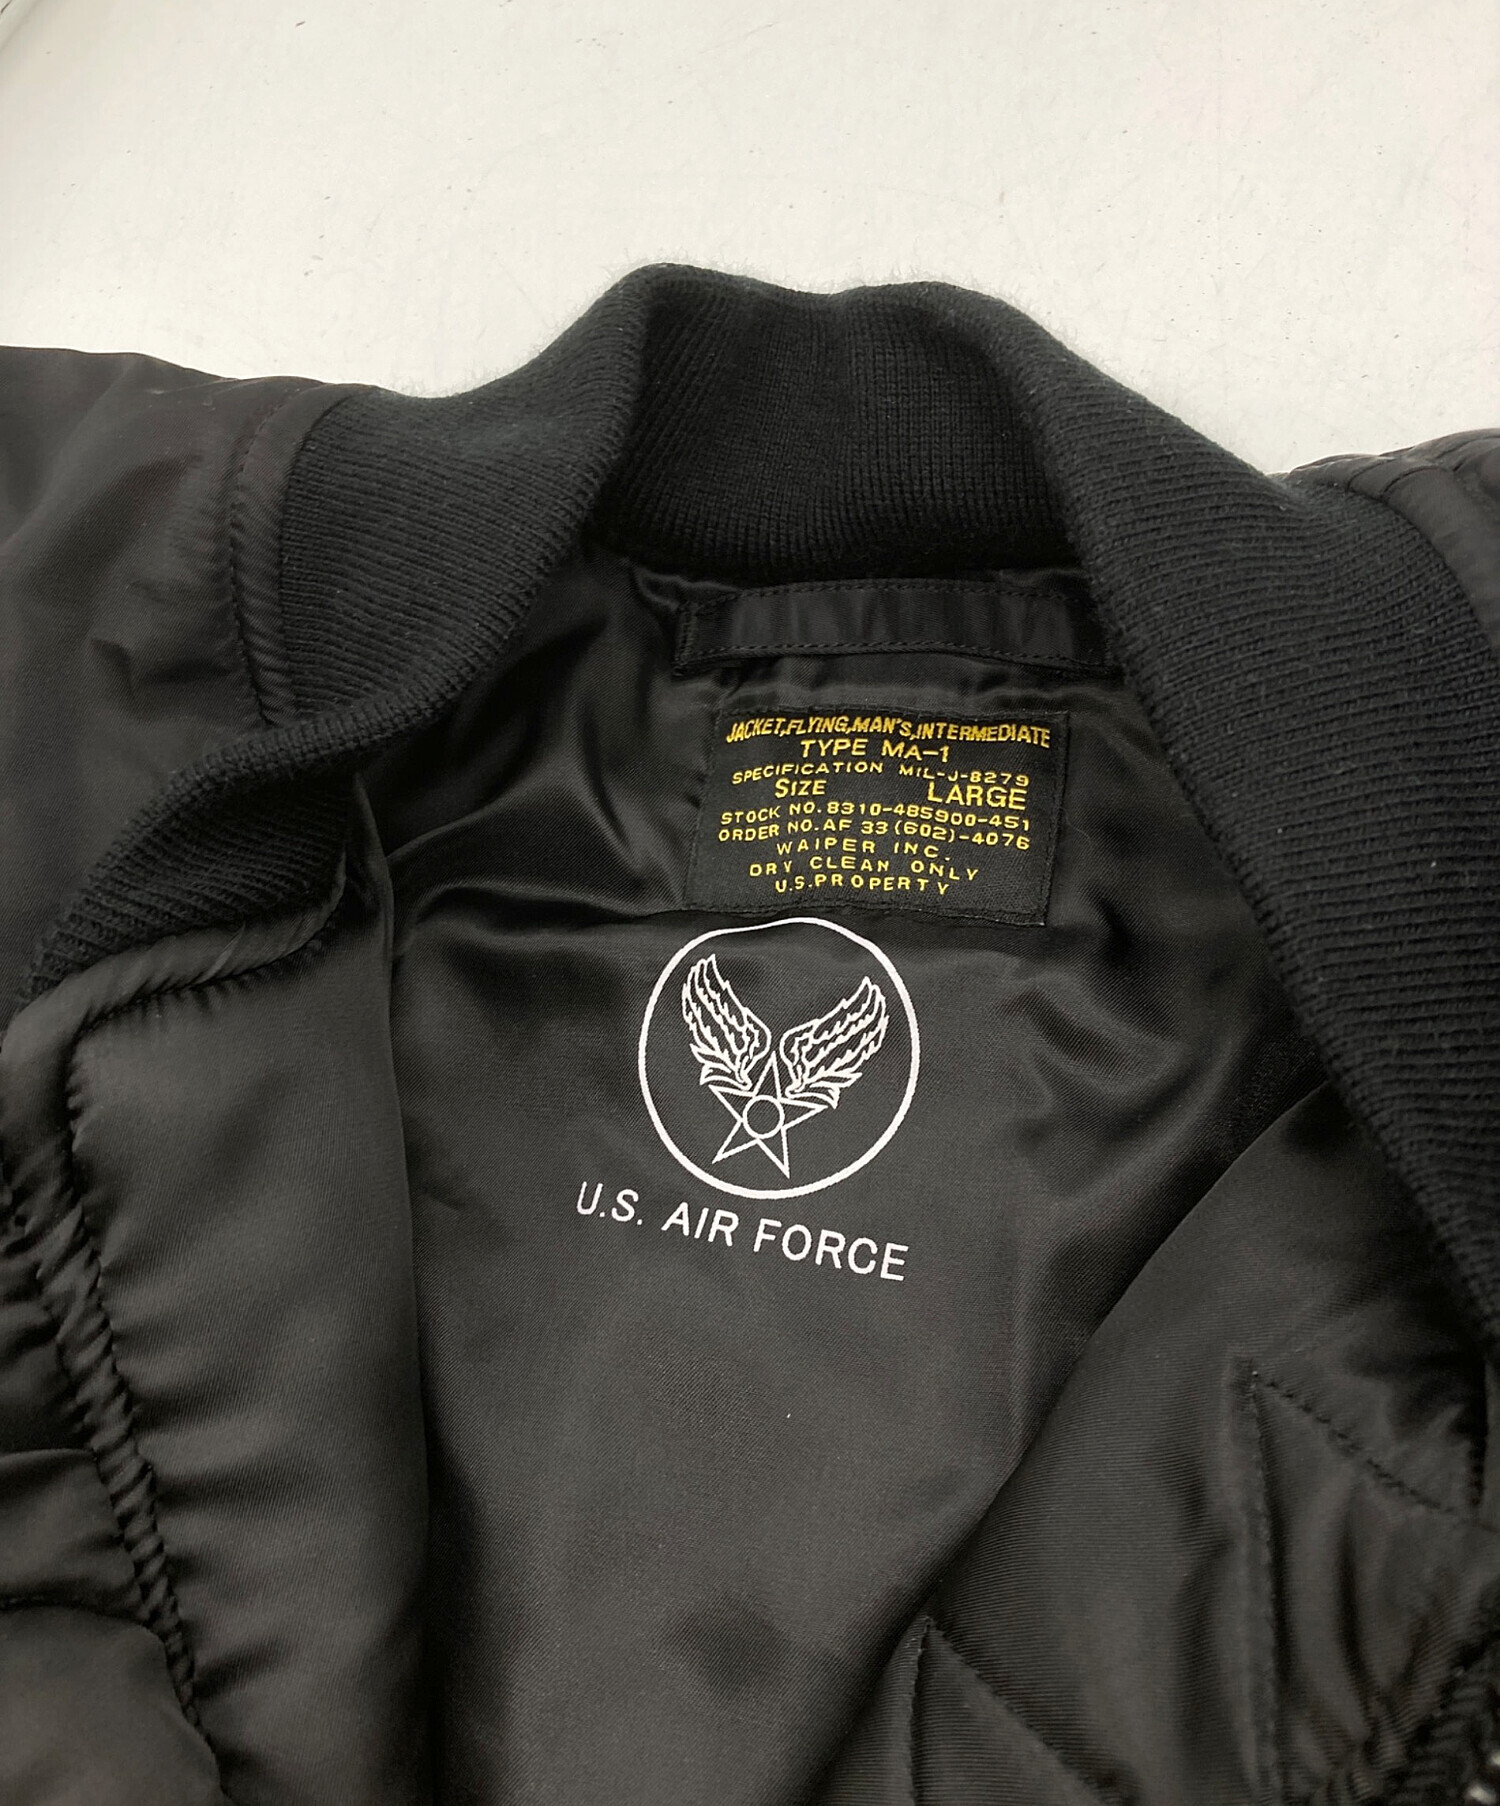 JACKET,FLYING,MAN'S,INTERMEDIATE
TYPE MA-1
SPECIFICATION MIL-J-8279
SIZE LARGE
STOCK NO.8310-485900-451
ORDER NO.AF 33(602)-4076
WAIPER INC.
DRY CLEAN ONLY
U.S.PROPERTY
U.S. AIR FORCE